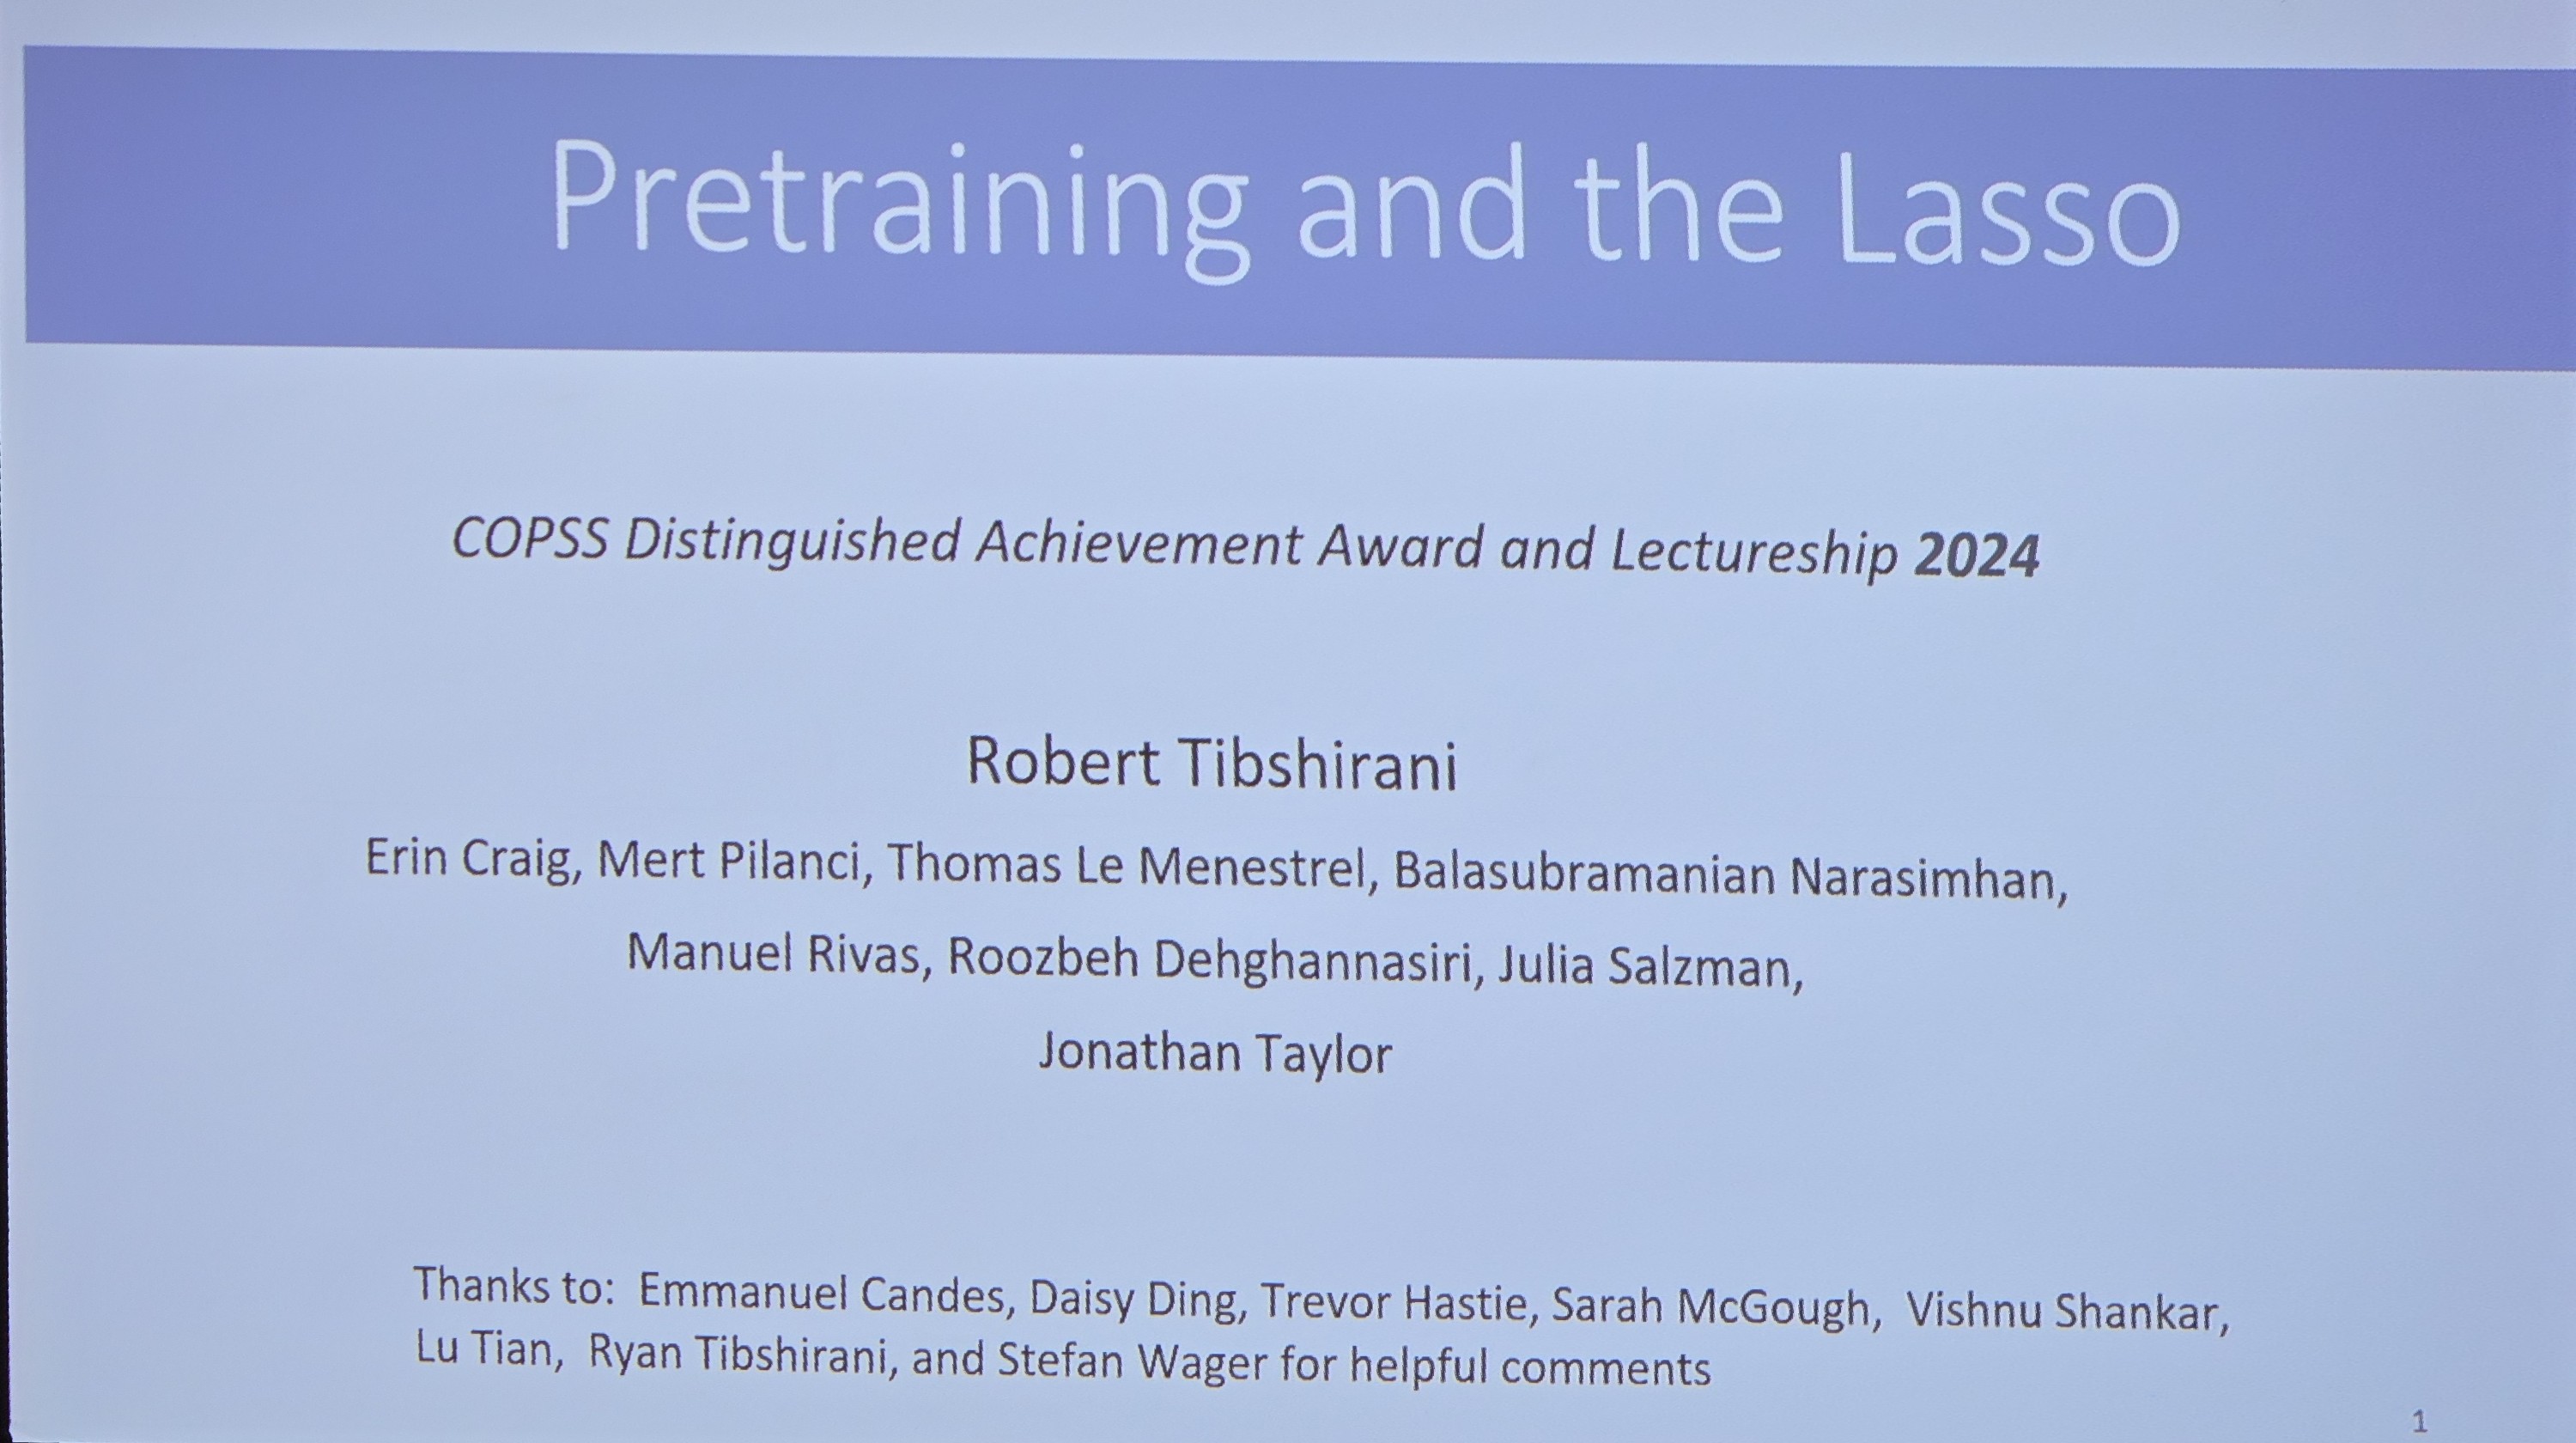 Pretraining and the Lasso
COPSS Distinguished Achievement Award and Lectureship 2024
Robert Tibshirani
Erin Craig, Mert Pilanci, Thomas Le Menestrel, Balasubramanian Narasimhan,
Manuel Rivas, Roozbeh Dehghannasiri, Julia Salzman,
Jonathan Taylor
Thanks to:  Emmanuel Candes, Daisy Ding, Trevor Hastie, Sarah McGough,  Vishnu Shankar,
Lu Tian,  Ryan Tibshirani, and Stefan Wager for helpful comments
1